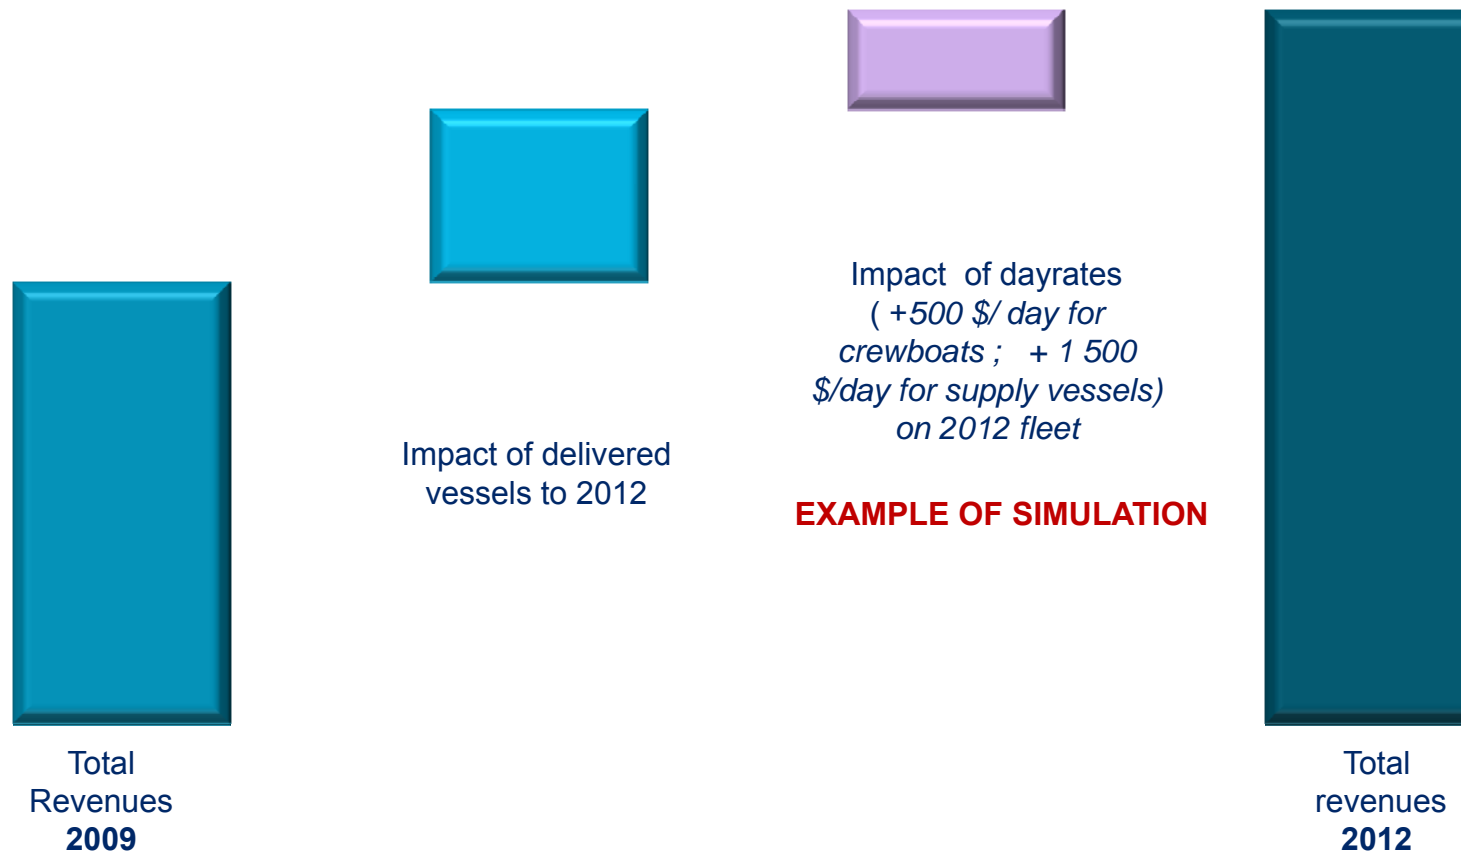 Impact  of dayrates
( +500 $/ day for
crewboats ;   + 1 500
$/day for supply vessels)
on 2012 fleet
Impact of delivered
vessels to 2012
EXAMPLE OF SIMULATION
Total
Revenues
2009
Total
revenues
2012